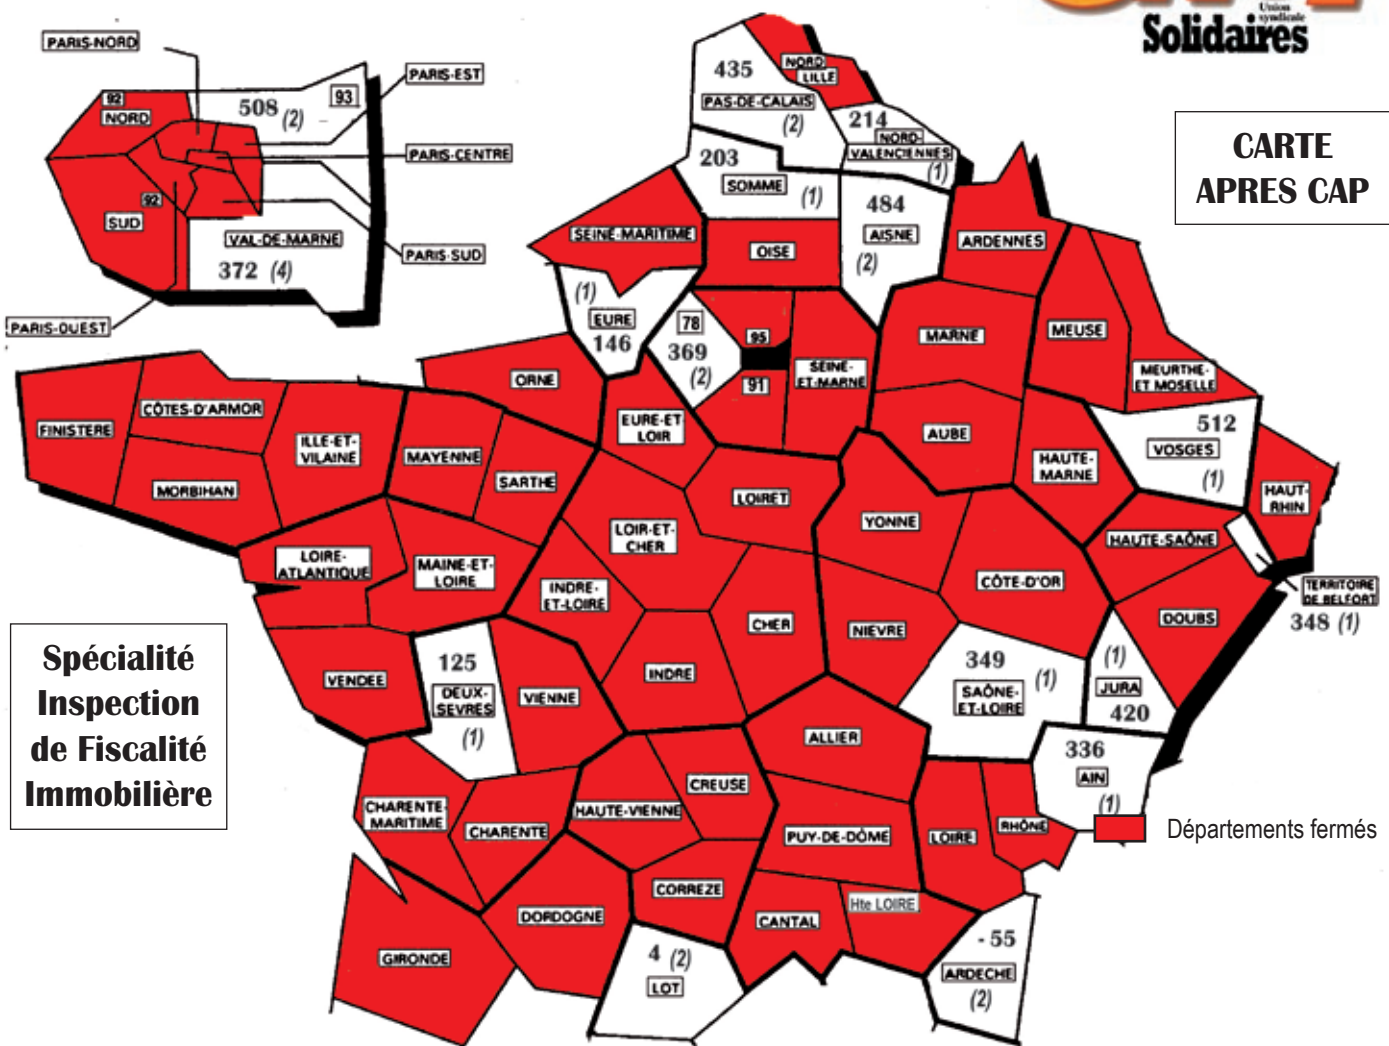 Union
syndicale
Solidaires
CARTE
APRES CAP
PARIS-NORD
PARIS-EST
PARIS-CENTRE
PARIS-SUD
PARIS-OUEST
92
NORD
508 (2)
93
92
SUD
VAL-DE-MARNE
372 (4)
NORD
LILLE
435
PAS-DE-CALAIS
(2)
214
NORD-
VALENCIENNES
(1)
203
SOMME
(1)
484
AISNE
(2)
ARDENNES
SEINE-MARITIME
OISE
(1)
EURE
146
78
369
(2)
95
91
SEINE-
ET-MARNE
MARNE
MEUSE
MEURTHE-
ET MOSELLE
ORNE
EURE-ET
LOIR
AUBE
HAUTE-
MARNE
512
VOSGES
(1)
HAUT-
RHIN
FINISTERE
CÔTES-D'ARMOR
MORBIHAN
ILLE-ET-
VILAINE
MAYENNE
SARTHE
LOIRET
LOIR-ET-
CHER
YONNE
HAUTE-SAÔNE
TERRITOIRE
DE BELFORT
348 (1)
LOIRE-
ATLANTIQUE
MAINE-ET-
LOIRE
INDRE-
ET-LOIRE
CÔTE-D'OR
DOUBS
CHER
NIEVRE
INDRE
VENDEE
125
DEUX-
SEVRES
(1)
VIENNE
349
(1)
SAÔNE-
ET-LOIRE
(1)
JURA
420
Spécialité
Inspection
de Fiscalité
Immobilière
ALLIER
336
AIN
(1)
CREUSE
HAUTE-VIENNE
CHARENTE-
MARITIME
CHARENTE
PUY-DE-DÔME
LOIRE
RHÔNE
Départements fermés
CORREZE
DORDOGNE
CANTAL
Hte LOIRE
GIRONDE
4 (2)
LOT
- 55
ARDECHE
(2)